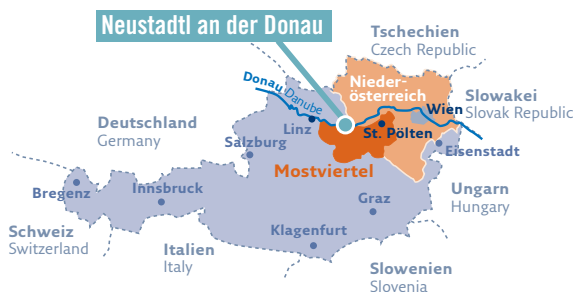 Neustadtl an der Donau
Tschechien
Czech Republic
Nieder-
österreich
Donau
Danube
Wien
Slowakei
Slovak Republic
Linz
St. Pölten
Deutschland
Germany
Salzburg
Eisenstadt
Mostviertel
Bregenz
Innsbruck
Graz
Ungarn
Hungary
Schweiz
Switzerland
Italien
Italy
Klagenfurt
Slowenien
Slovenia